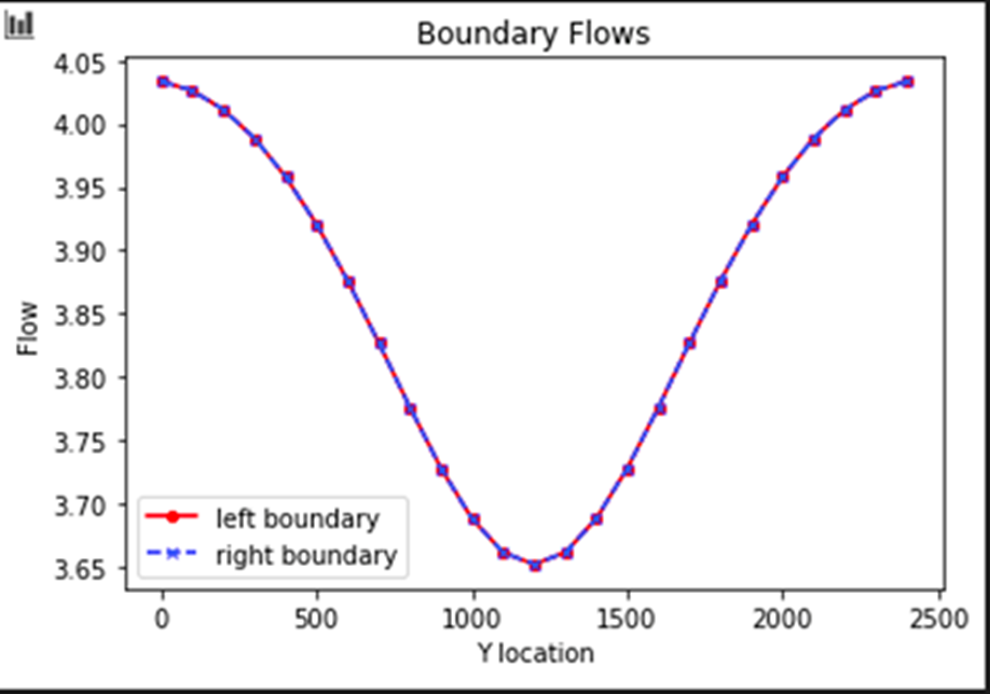 Boundary Flows
4.05
4.00
3.95
3.90
3.85
3.80
3.75
3.70
3.65
Flow
left boundary
right boundary
0 500 1000 1500 2000 2500
Y location